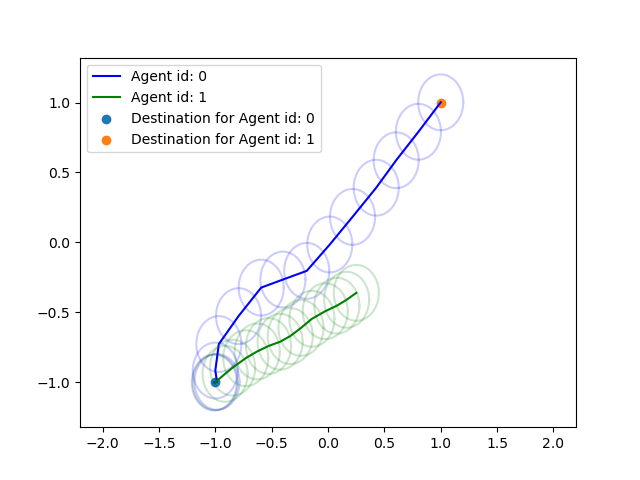 Agent id: 0
Agent id: 1
Destination for Agent id: 0
Destination for Agent id: 1
1.0
0.5
0.0
−0.5
−1.0
−2.0 −1.5 −1.0 −0.5 0.0 0.5 1.0 1.5 2.0